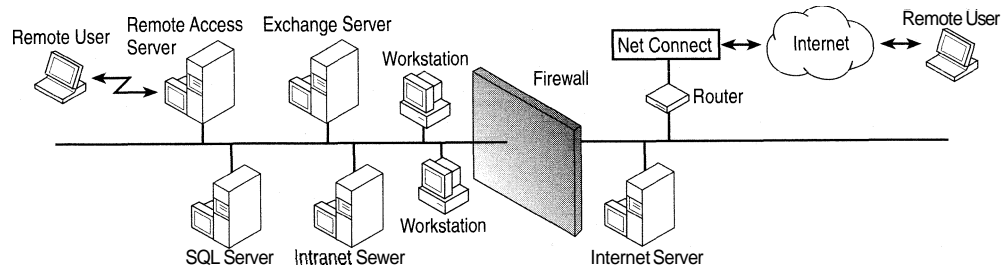 Remote User
Remote Access
Server
Exchange Server
Workstation
Firewall
Net Connect
Internet
Remote User
Router
SQL Server
Intranet Sewer
Workstation
Internet Server